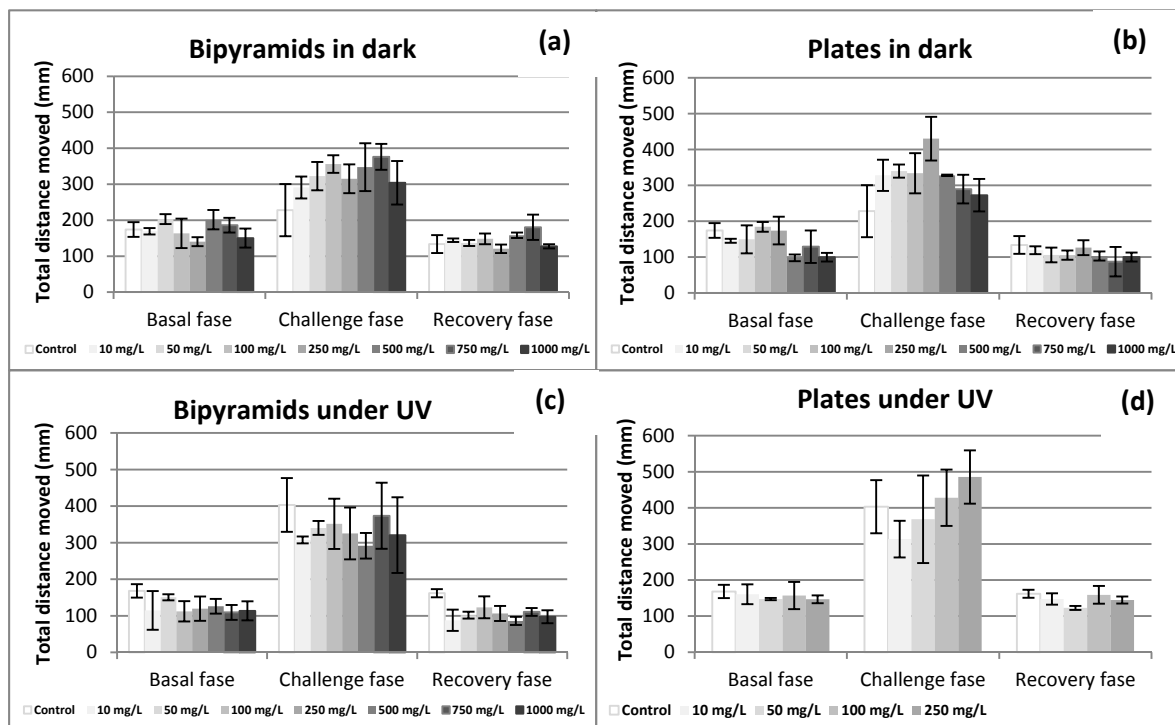 Bipyramids in dark
(a)
Total distance moved (mm)
600
500
400
300
200
100
0
Basal fase Challenge fase Recovery fase
Control 10 mg/L 50 mg/L 100 mg/L 250 mg/L 500 mg/L 750 mg/L 1000 mg/L
Plates in dark
(b)
Total distance moved (mm)
600
500
400
300
200
100
0
Basal fase Challenge fase Recovery fase
Control 10 mg/L 50 mg/L 100 mg/L 250 mg/L 500 mg/L 750 mg/L 1000 mg/L
Bipyramids under UV
(c)
Total distance moved (mm)
600
500
400
300
200
100
0
Basal fase Challenge fase Recovery fase
Control 10 mg/L 50 mg/L 100 mg/L 250 mg/L 500 mg/L 750 mg/L 1000 mg/L
Plates under UV
(d)
Total distance moved (mm)
600
500
400
300
200
100
0
Basal fase Challenge fase Recovery fase
Control 10 mg/L 50 mg/L 100 mg/L 250 mg/L